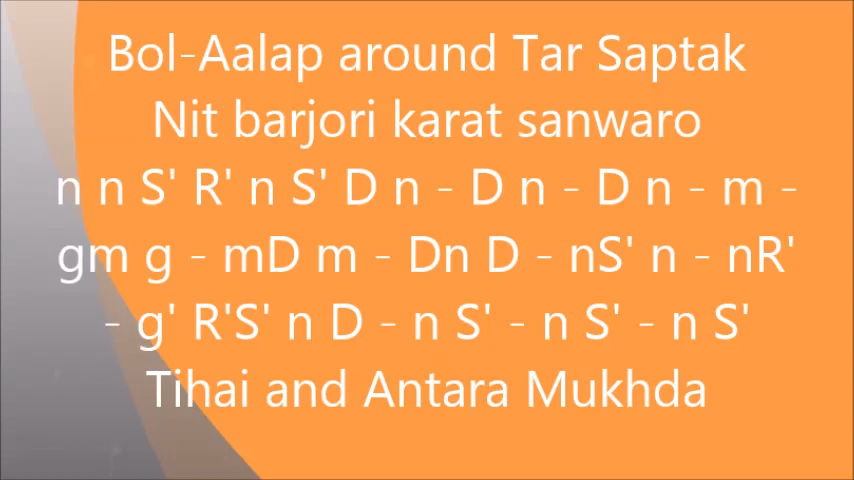 Bol-Aalap around Tar Saptak
Nit barjori karat sanwaro
n n S' R' n S' D n - D n - D n - m -
gm g - mD m - Dn D - nS' n - nR'
- g' R'S' n D - n S' - n S' - n S'
Tihai and Antara Mukhda